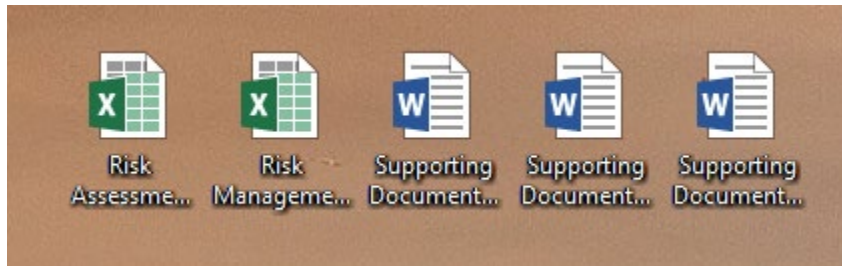 X
X
W
W
W
Risk
Assessme...
Risk
Manageme...
Supporting
Document...
Supporting
Document...
Supporting
Document...